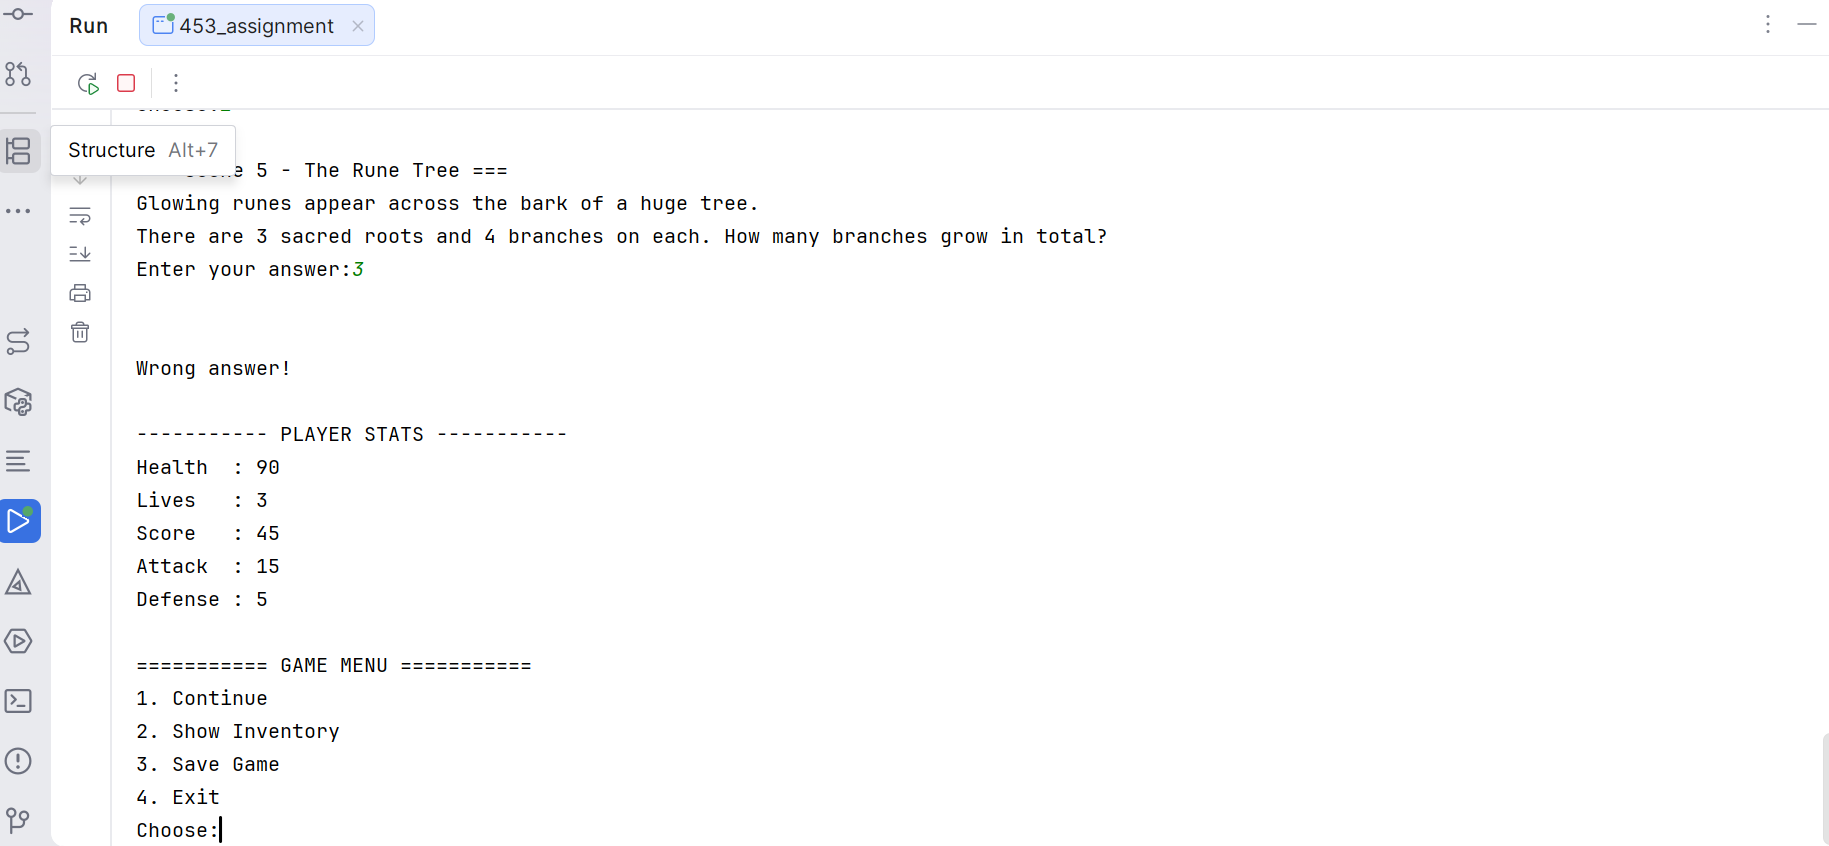 Run
453_assignment
Structure Alt+7
5 - The Rune Tree ===
Glowing runes appear across the bark of a huge tree.
There are 3 sacred roots and 4 branches on each. How many branches grow in total?
Enter your answer:3
Wrong answer!
----------- PLAYER STATS -----------
Health  : 90
Lives   : 3
Score   : 45
Attack  : 15
Defense : 5
=========== GAME MENU ===========
1. Continue
2. Show Inventory
3. Save Game
4. Exit
Choose: